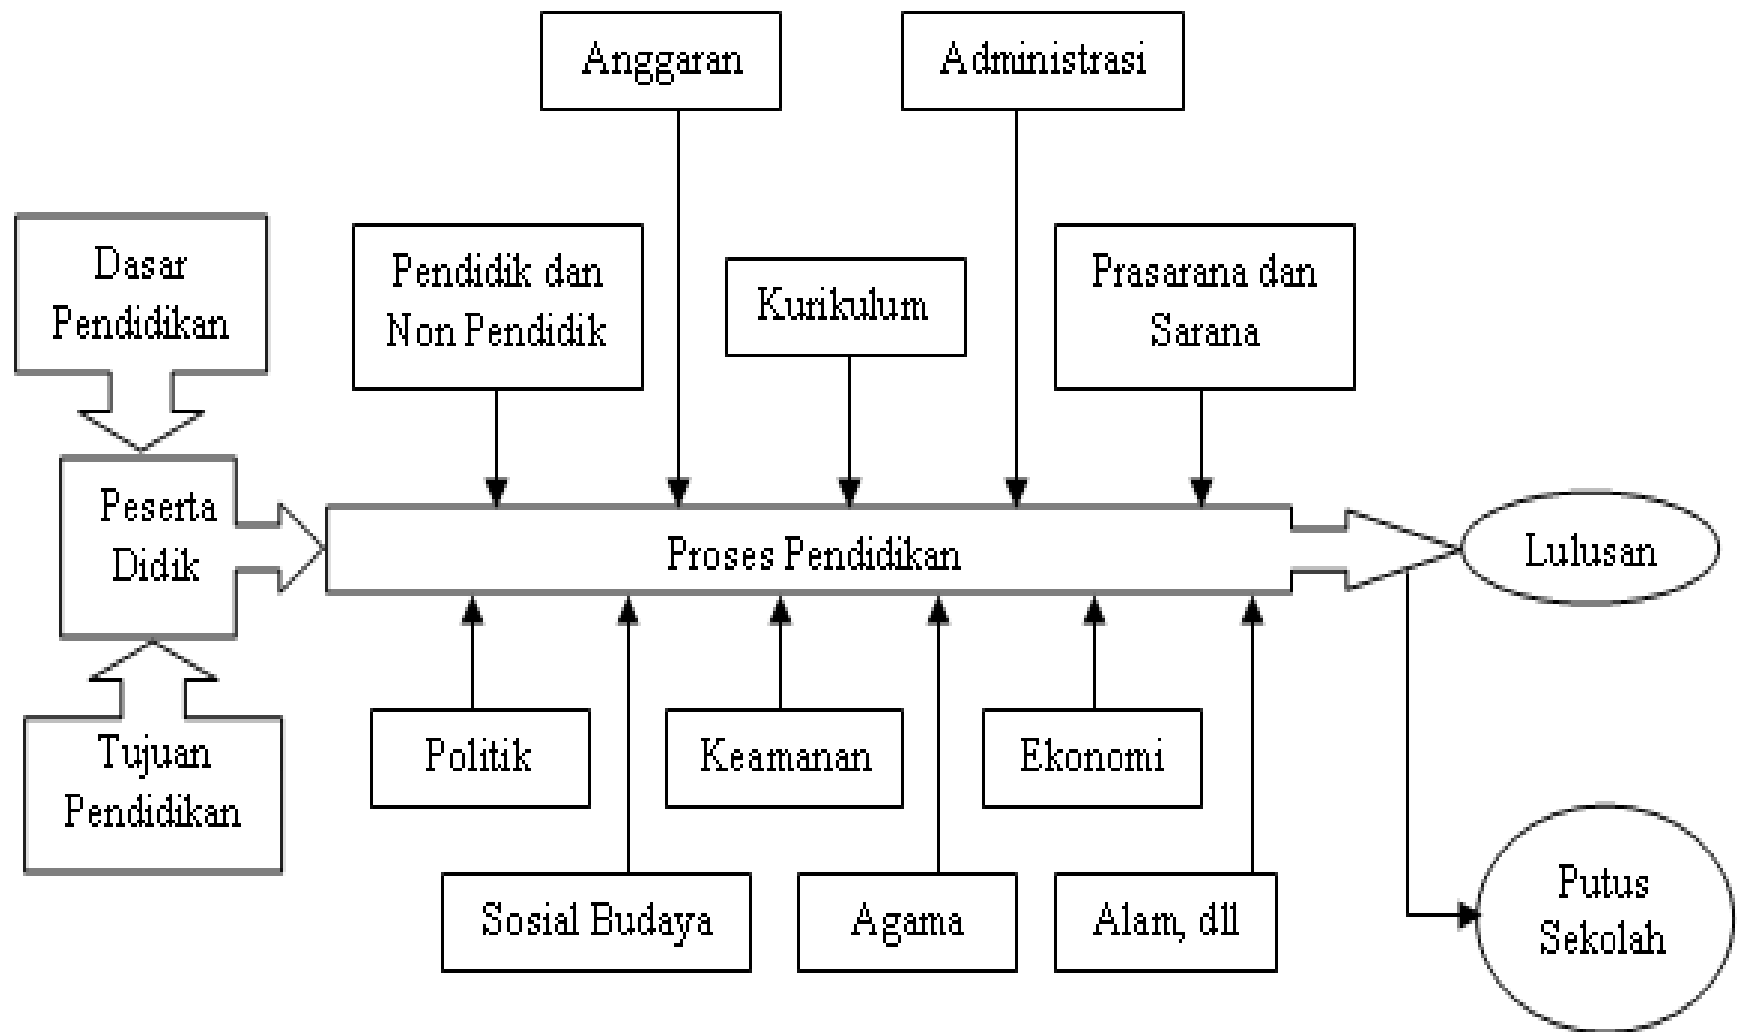 Anggaran
Administrasi
Dasar
Pendidikan
Pendidik dan
Non Pendidik
Kurikulum
Prasarana dan
Sarana
Peserta
Didik
Proses Pendidikan
Lulusan
Tujuan
Pendidikan
Politik
Keamanan
Ekonomi
Sosial Budaya
Agama
Alam, dll
Putus
Sekolah